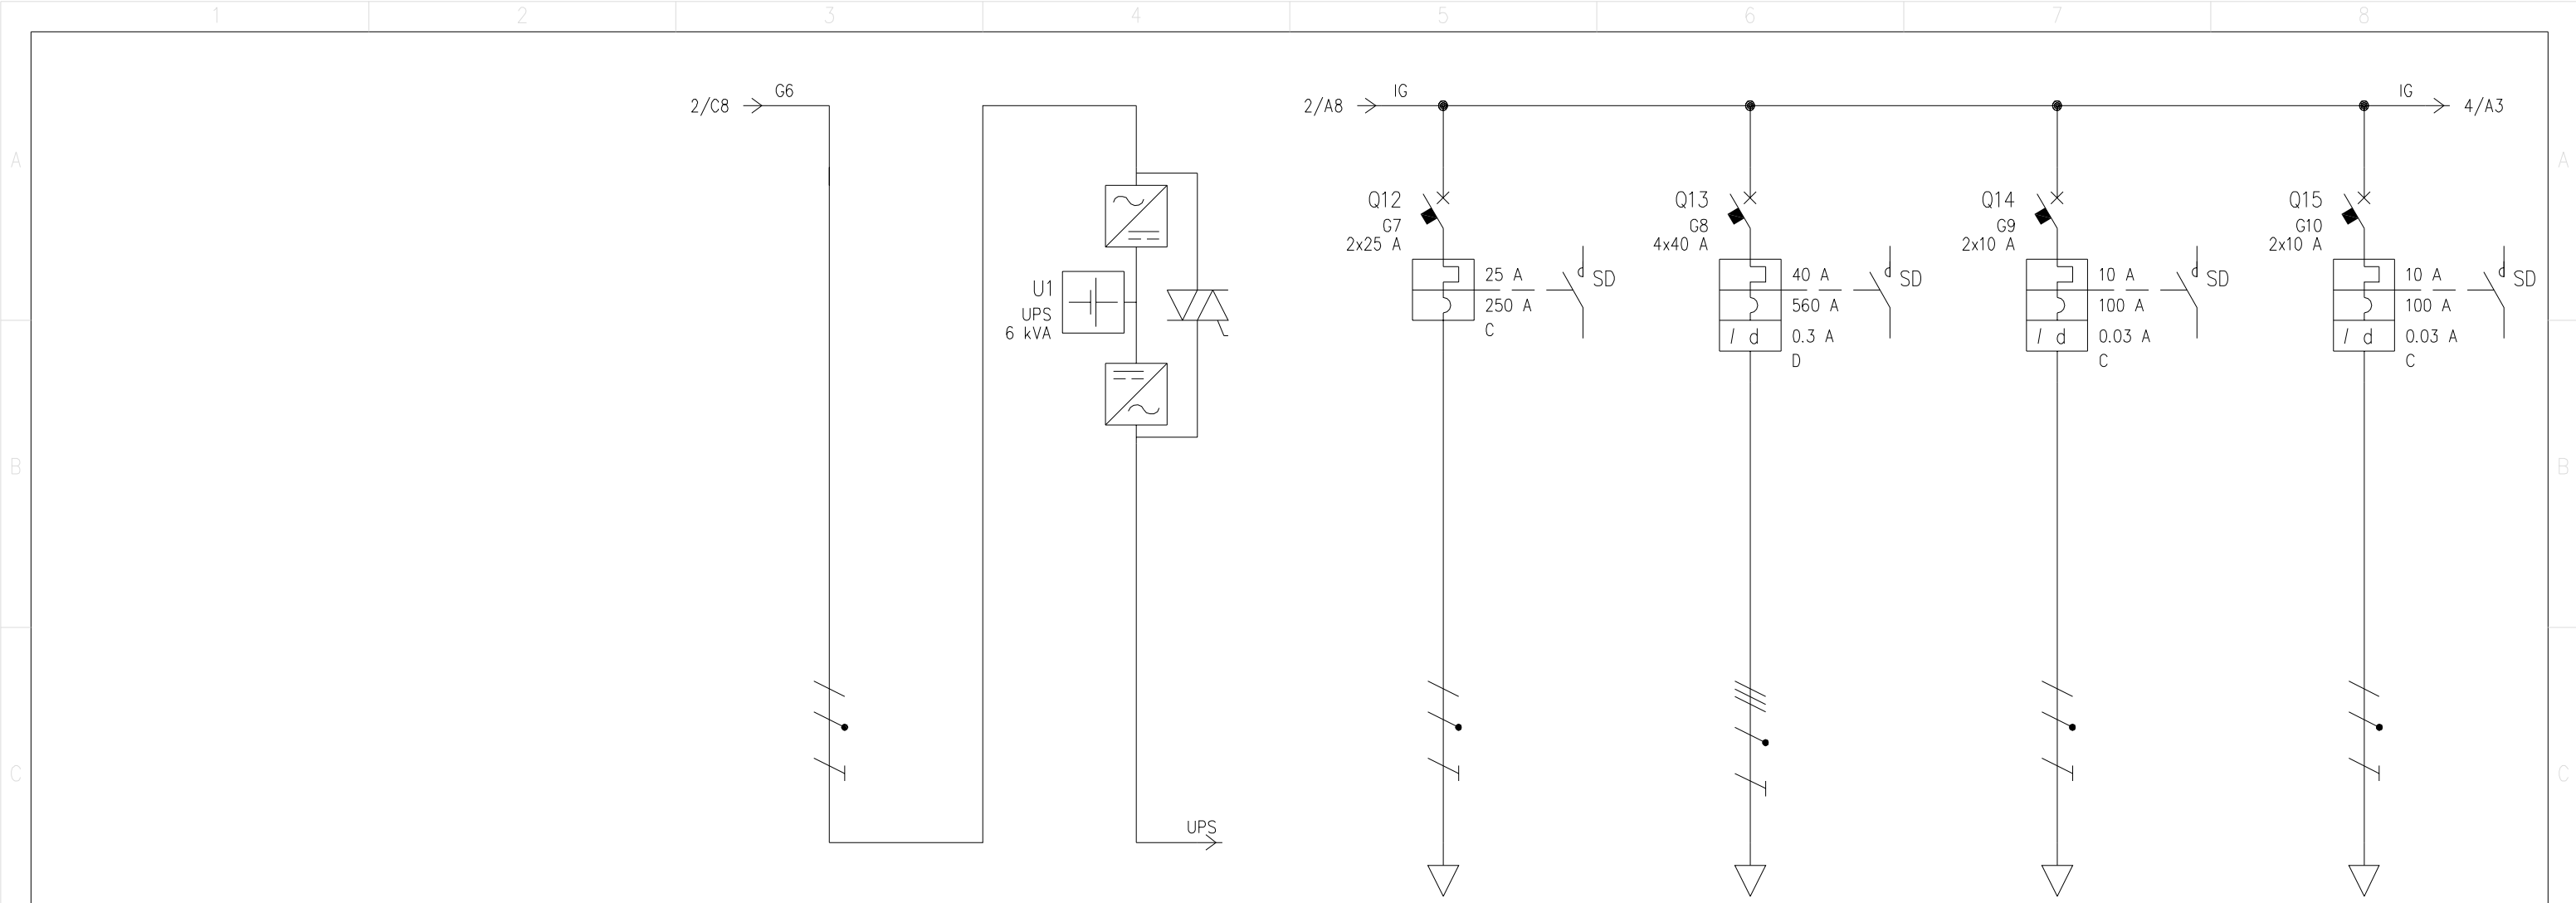 1 2 3 4 5 6 7 8
A A
B B
C C
2/C8 G6
U1
UPS
6 kVA
UPS
2/A8 IG
IG 4/A3
Q12
G7
2x25 A
25 A
250 A
C
SD
Q13
G8
4x40 A
40 A
560 A
I d 0.3 A
D
SD
Q14
G9
2x10 A
10 A
100 A
I d 0.03 A
C
SD
Q15
G10
2x10 A
10 A
100 A
I d 0.03 A
C
SD